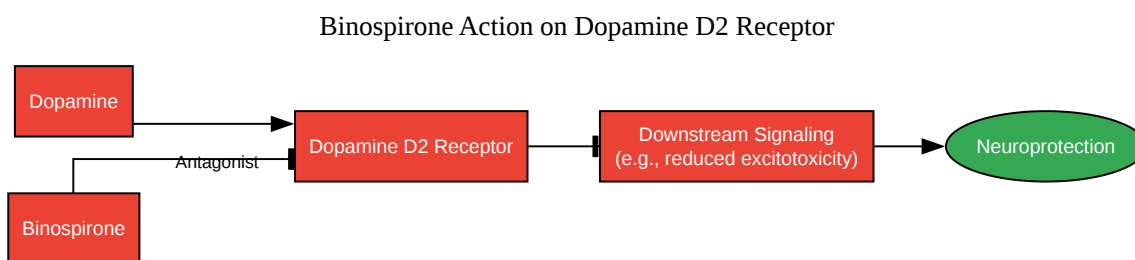 Binospirone Action on Dopamine D2 Receptor
Dopamine
Antagonist
Binospirone
Dopamine D2 Receptor
Downstream Signaling
(e.g., reduced excitotoxicity)
Neuroprotection